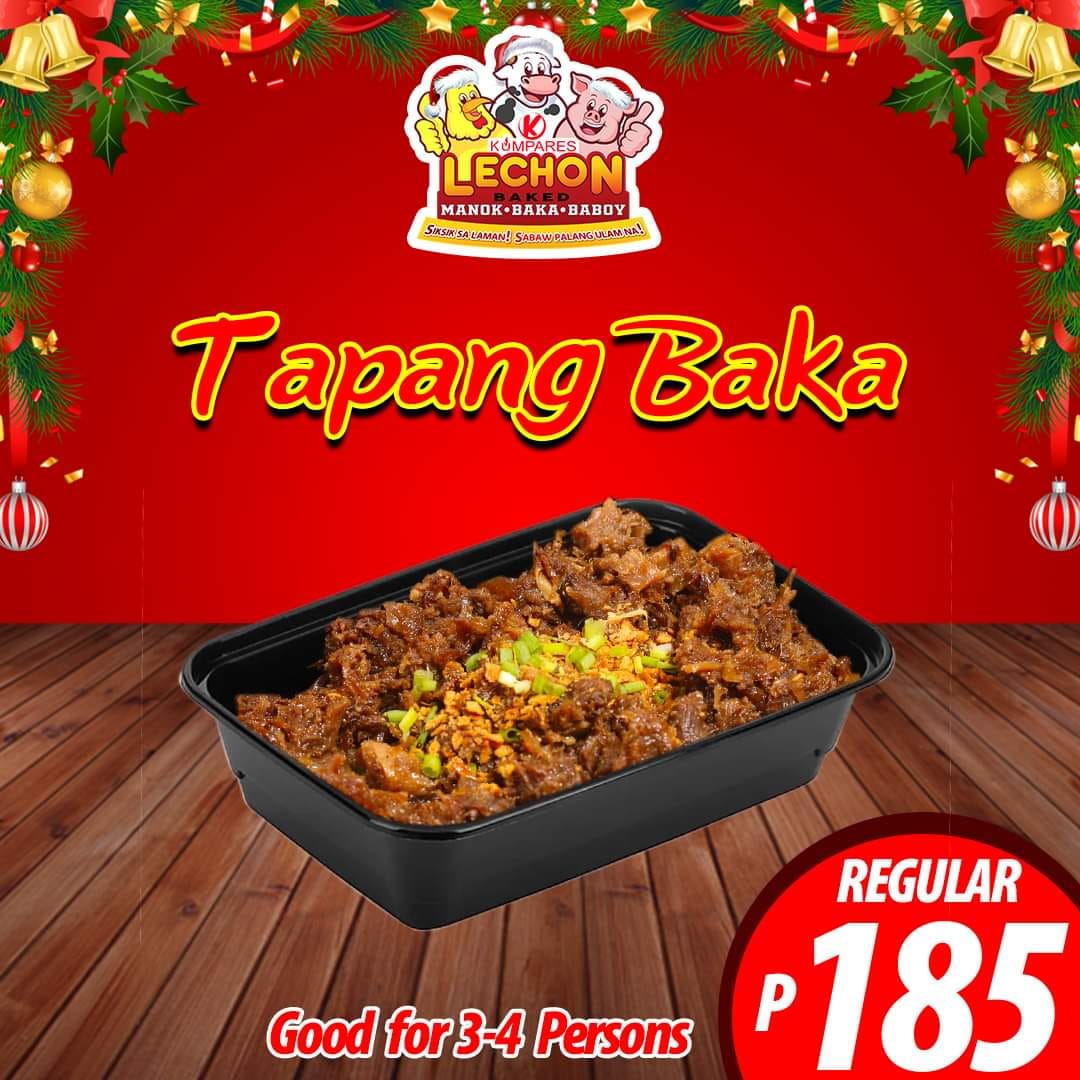 K
KUMPARES
LECHON
BAKED
MANOK•BAKA•BABOY
SIKSIK SA LAMAN! SABAW PALANG ULAM NA!
Tapang Baka
REGULAR
P185
Good for 3-4 Persons